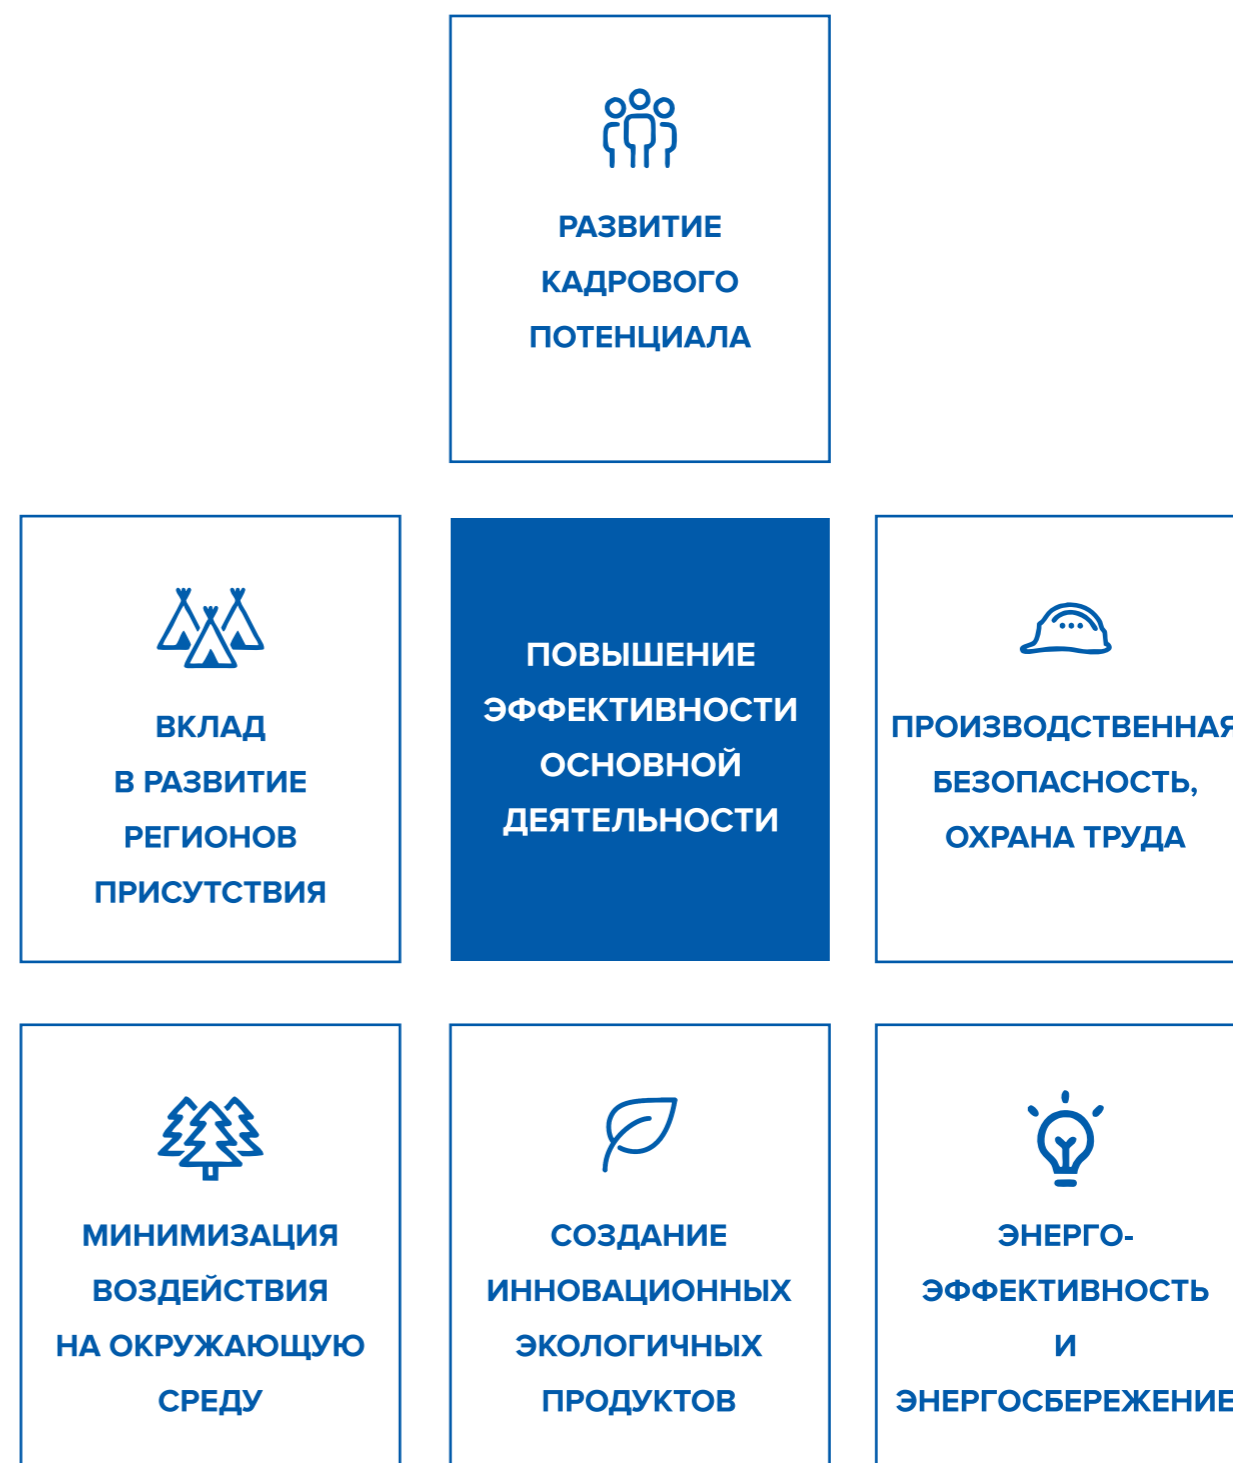 РАЗВИТИЕ
КАДРОВОГО
ПОТЕНЦИАЛА
ВКЛАД
В РАЗВИТИЕ
РЕГИОНОВ
ПРИСУТСТВИЯ
ПОВЫШЕНИЕ
ЭФФЕКТИВНОСТИ
ОСНОВНОЙ
ДЕЯТЕЛЬНОСТИ
ПРОИЗВОДСТВЕННАЯ
БЕЗОПАСНОСТЬ,
ОХРАНА ТРУДА
МИНИМИЗАЦИЯ
ВОЗДЕЙСТВИЯ
НА ОКРУЖАЮЩУЮ
СРЕДУ
СОЗДАНИЕ
ИННОВАЦИОННЫХ
ЭКОЛОГИЧНЫХ
ПРОДУКТОВ
ЭНЕРГО-
ЭФФЕКТИВНОСТЬ
И
ЭНЕРГОСБЕРЕЖЕНИЕ